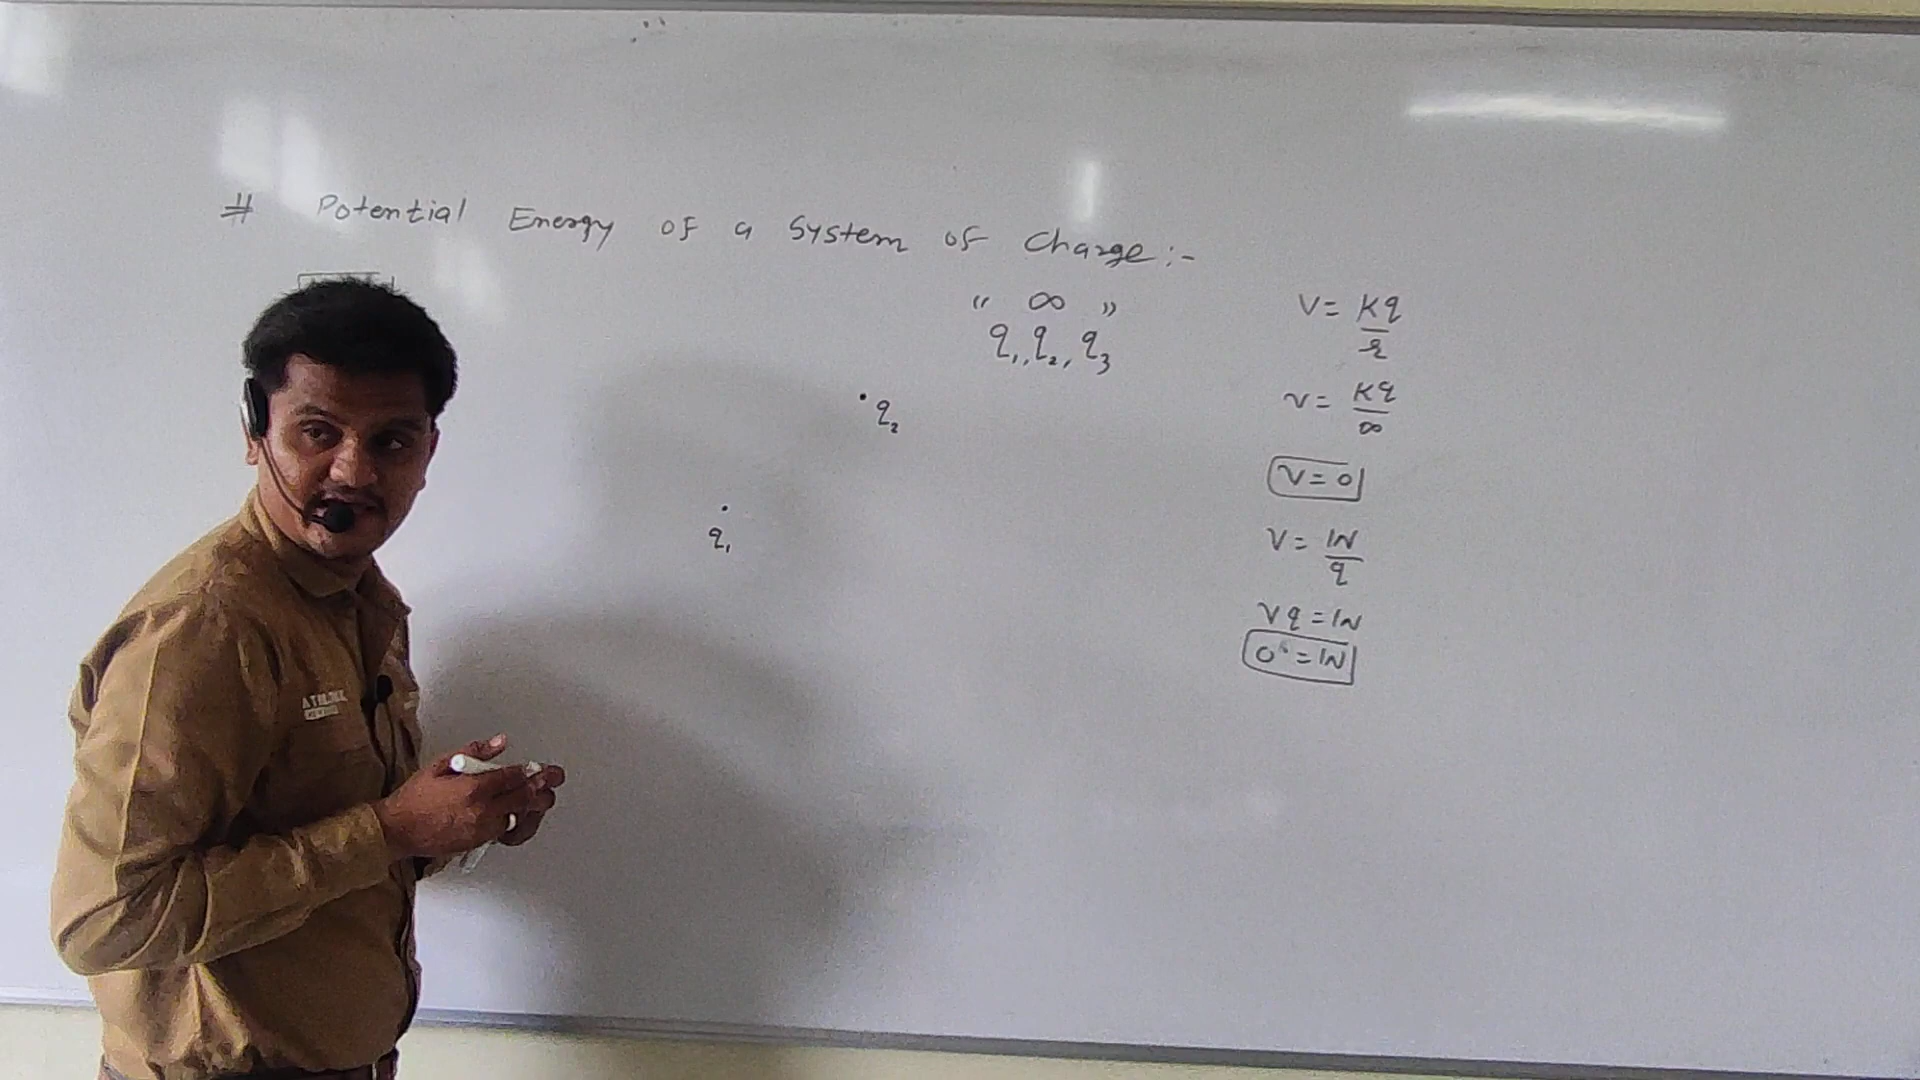 # Potential Energy of a System of Charge :-
“ ∞ ”
q₁, q₂, q₃
q₂
q₁
V = Kq/r
V = Kq/∞
V = 0
V = W/q
Vq = W
0 = W